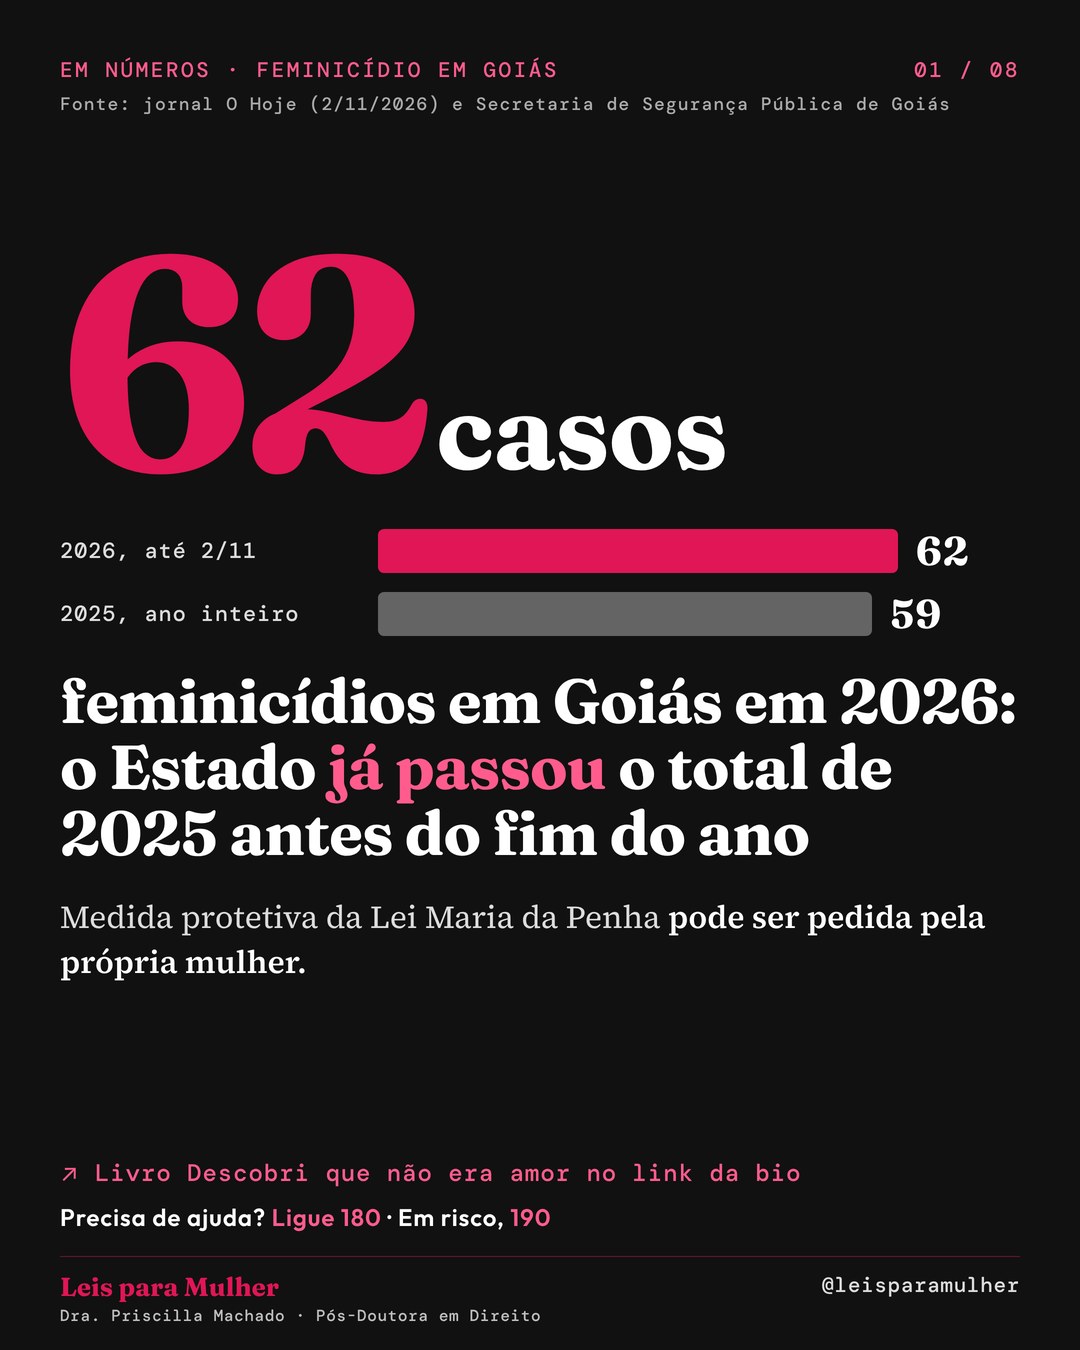 EM NÚMEROS · FEMINICÍDIO EM GOIÁS
01 / 08
Fonte: jornal O Hoje (2/11/2026) e Secretaria de Segurança Pública de Goiás
62 casos
2026, até 2/11 62
2025, ano inteiro 59
feminicídios em Goiás em 2026:
o Estado já passou o total de
2025 antes do fim do ano
Medida protetiva da Lei Maria da Penha pode ser pedida pela
própria mulher.
↗ Livro Descobri que não era amor no link da bio
Precisa de ajuda? Ligue 180 · Em risco, 190
Leis para Mulher
@leisparamulher
Dra. Priscilla Machado · Pós-Doutora em Direito